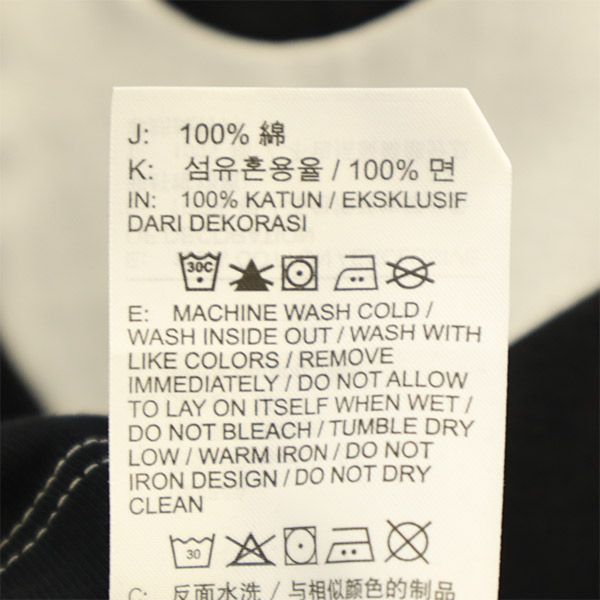 J: 100% 綿
K: 섬유혼용율 / 100% 면
IN: 100% KATUN / EKSKLUSIF
DARI DEKORASI
30C
E: MACHINE WASH COLD /
WASH INSIDE OUT / WASH WITH
LIKE COLORS / REMOVE
IMMEDIATELY / DO NOT ALLOW
TO LAY ON ITSELF WHEN WET /
DO NOT BLEACH / TUMBLE DRY
LOW / WARM IRON / DO NOT
IRON DESIGN / DO NOT DRY
CLEAN
30
C: 反面水洗 / 与相似颜色的制品